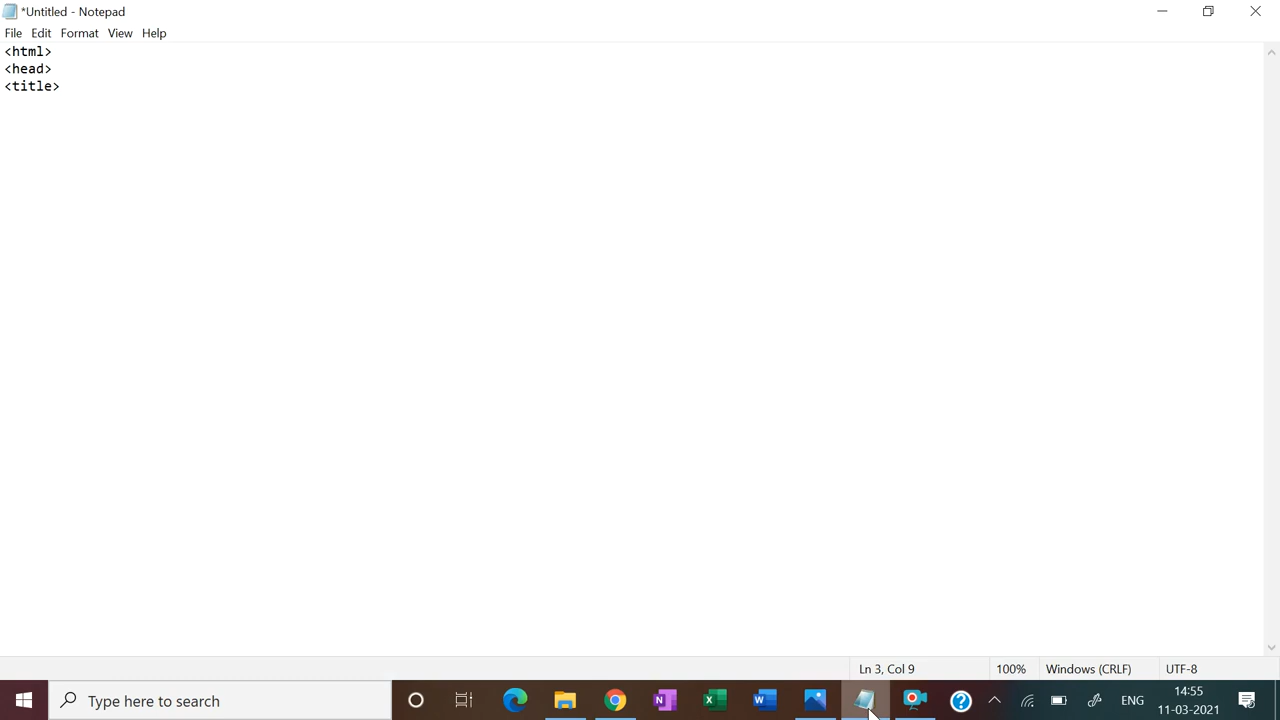 *Untitled - Notepad
File Edit Format View Help
<html>
<head>
<title>
Ln 3, Col 9 100% Windows (CRLF) UTF-8
Type here to search
ENG
14:55
11-03-2021